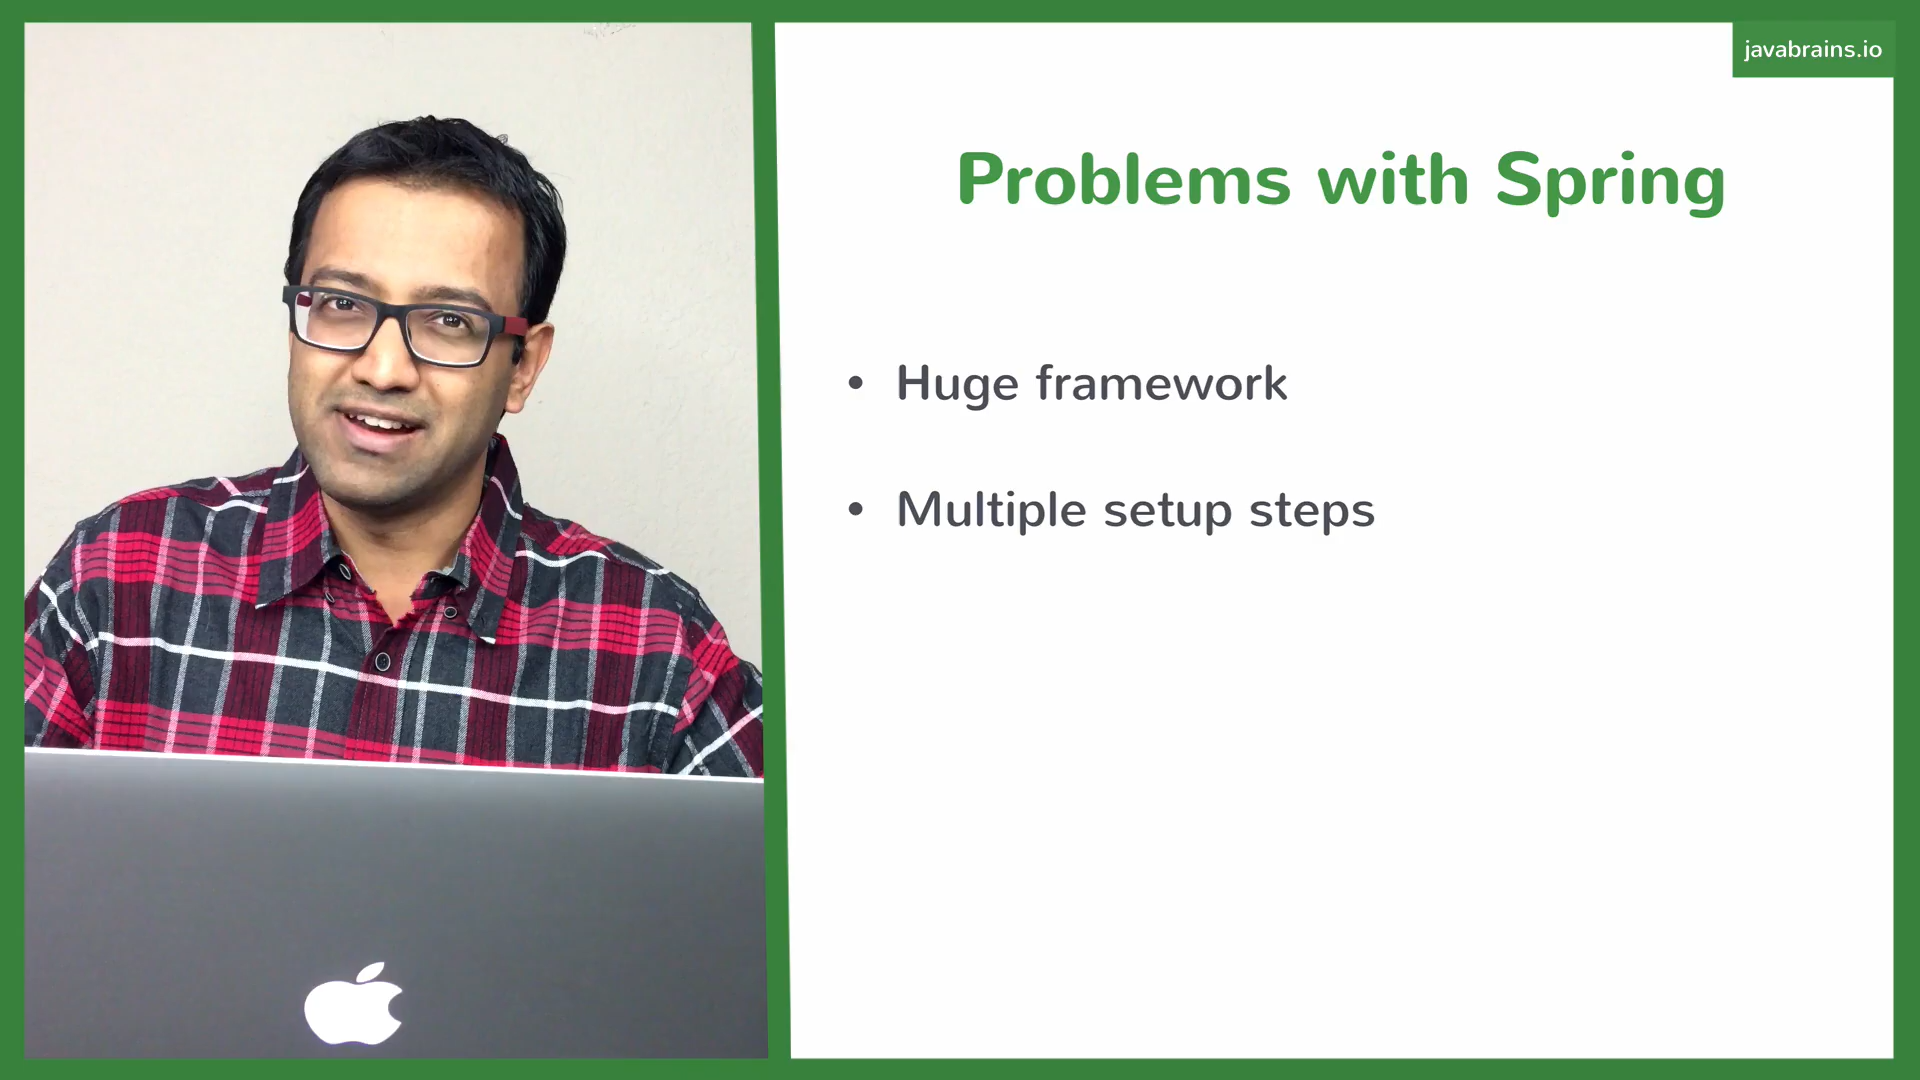 javabrains.io
Problems with Spring
• Huge framework
• Multiple setup steps